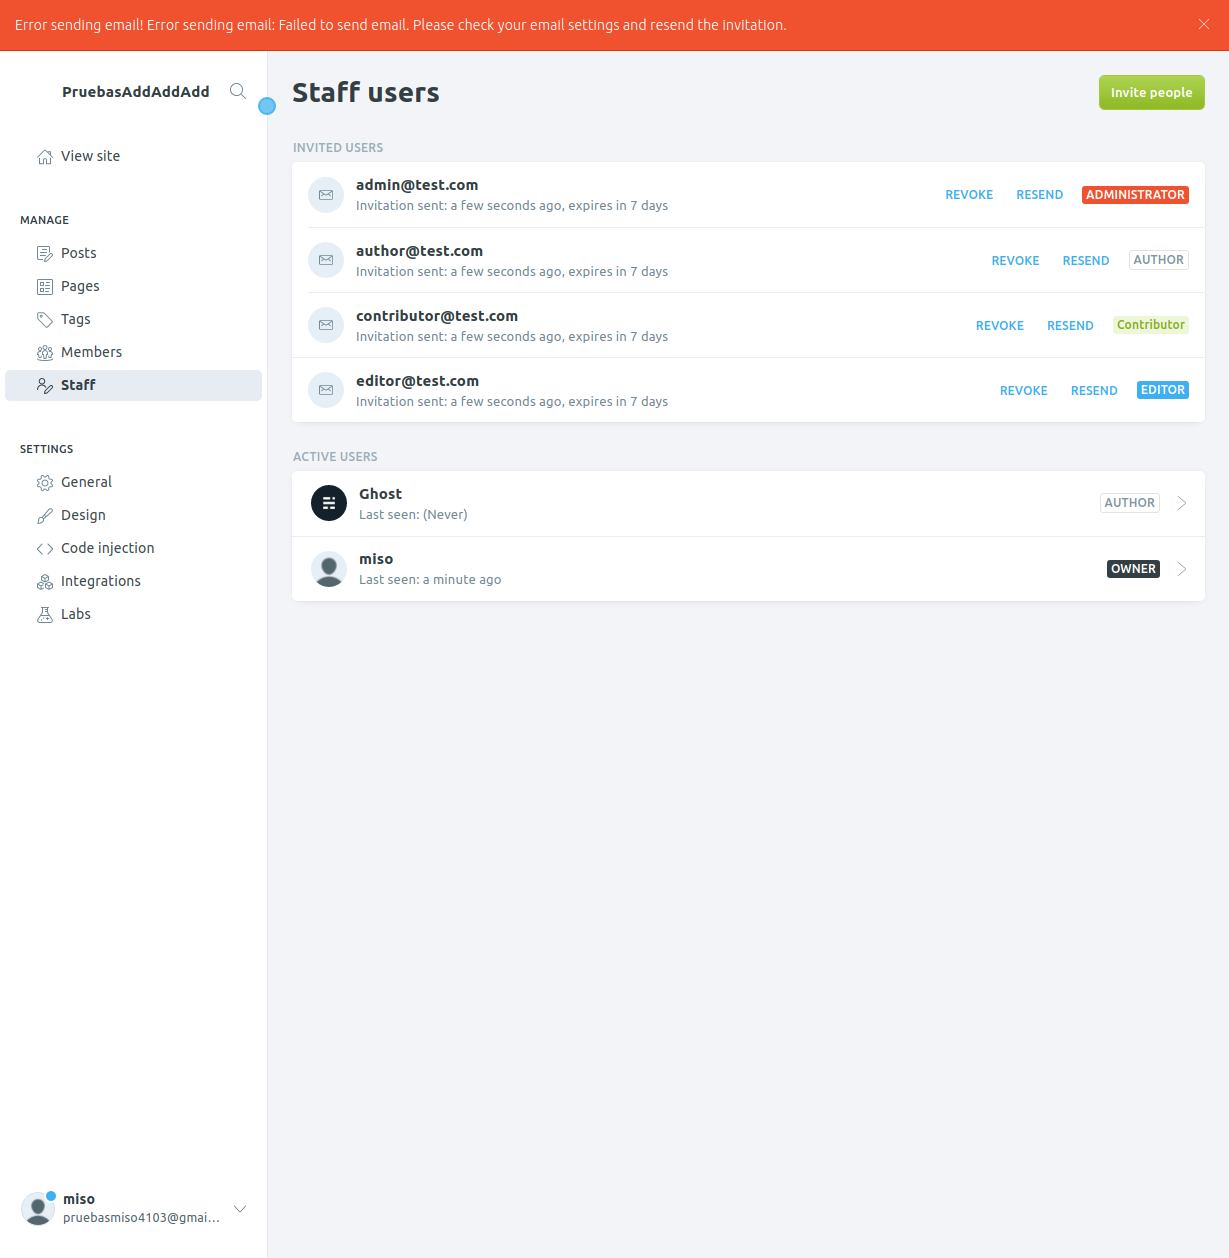 Error sending email! Error sending email: Failed to send email. Please check your email settings and resend the invitation.
PruebasAddAddAdd
View site
MANAGE
Posts
Pages
Tags
Members
Staff
SETTINGS
General
Design
Code injection
Integrations
Labs
miso
pruebasmiso4103@gmai...
Staff users
Invite people
INVITED USERS
admin@test.com
Invitation sent: a few seconds ago, expires in 7 days
REVOKE RESEND ADMINISTRATOR
author@test.com
Invitation sent: a few seconds ago, expires in 7 days
REVOKE RESEND AUTHOR
contributor@test.com
Invitation sent: a few seconds ago, expires in 7 days
REVOKE RESEND Contributor
editor@test.com
Invitation sent: a few seconds ago, expires in 7 days
REVOKE RESEND EDITOR
ACTIVE USERS
Ghost
Last seen: (Never)
AUTHOR
miso
Last seen: a minute ago
OWNER